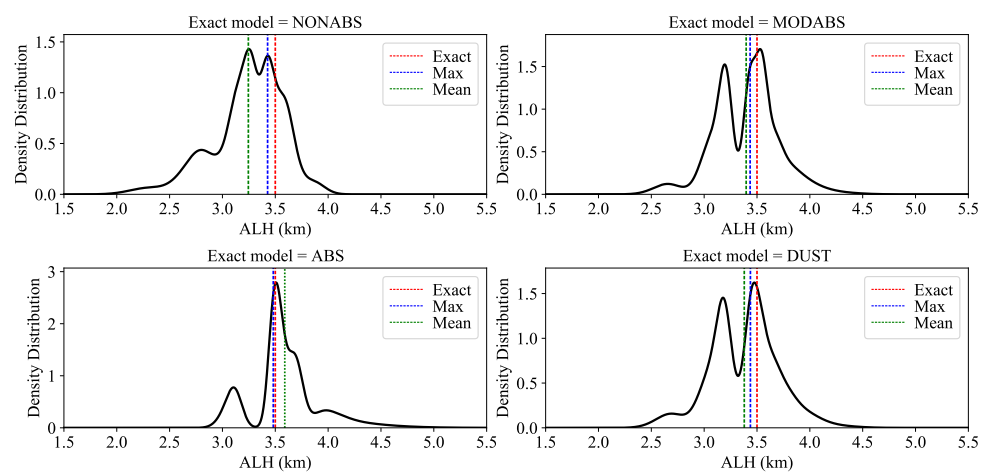 Exact model = NONABS
Density Distribution
1.5
1.0
0.5
0.0
1.5 2.0 2.5 3.0 3.5 4.0 4.5 5.0 5.5
ALH (km)
Exact
Max
Mean
Exact model = MODABS
Density Distribution
1.5
1.0
0.5
0.0
1.5 2.0 2.5 3.0 3.5 4.0 4.5 5.0 5.5
ALH (km)
Exact
Max
Mean
Exact model = ABS
Density Distribution
3
2
1
0
1.5 2.0 2.5 3.0 3.5 4.0 4.5 5.0 5.5
ALH (km)
Exact
Max
Mean
Exact model = DUST
Density Distribution
1.5
1.0
0.5
0.0
1.5 2.0 2.5 3.0 3.5 4.0 4.5 5.0 5.5
ALH (km)
Exact
Max
Mean